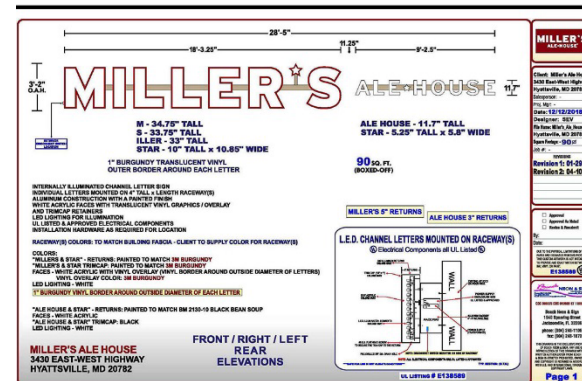 28'-5"
18'-3.25"
11.25"
9'-2.5"
3'-2"
O.A.H.
MILLER'S
ALE HOUSE
11.7"
M - 34.75" TALL
S - 33.75" TALL
ILLER - 33" TALL
STAR - 10" TALL x 10.85" WIDE
ALE HOUSE - 11.7" TALL
STAR - 5.25" TALL x 5.8" WIDE
1" BURGUNDY TRANSLUCENT VINYL
OUTER BORDER AROUND EACH LETTER
90 SQ. FT.
(BOXED-OFF)
INTERNALLY ILLUMINATED CHANNEL LETTER SIGN
INDIVIDUAL LETTERS MOUNTED ON 4" TALL x LENGTH RACEWAY(S)
ALUMINUM CONSTRUCTION WITH A PAINTED FINISH
WHITE ACRYLIC FACES WITH TRANSLUCENT VINYL GRAPHICS / OVERLAY
AND TRIMCAP RETAINERS
LED LIGHTING FOR ILLUMINATION
UL LISTED & APPROVED ELECTRICAL COMPONENTS
INSTALLATION HARDWARE AS REQUIRED FOR LOCATION
MILLER'S 5" RETURNS
ALE HOUSE 3" RETURNS
RACEWAY(S) COLORS: TO MATCH BUILDING FASCIA - CLIENT TO SUPPLY COLOR FOR RACEWAY(S)
COLORS:
"MILLER'S & STAR" - RETURNS: PAINTED TO MATCH 3M BURGUNDY
"MILLER'S & STAR TRIMCAP: PAINTED TO MATCH 3M BURGUNDY
FACES - WHITE ACRYLIC WITH VINYL OVERLAY (VINYL BORDER AROUND OUTSIDE DIAMETER OF LETTERS)
VINYL OVERLAY COLOR: 3M BURGUNDY
LED LIGHTING - WHITE
1" BURGUNDY VINYL BORDER AROUND OUTSIDE DIAMETER OF EACH LETTER
"ALE HOUSE & STAR" - RETURNS: PAINTED TO MATCH BM 2130-10 BLACK BEAN SOUP
FACES - WHITE ACRYLIC
"ALE HOUSE & STAR" TRIMCAP: BLACK
LED LIGHTING - WHITE
L.E.D. CHANNEL LETTERS MOUNTED ON RACEWAY(S)
Electrical Components all UL Listed
WALL
WALL
UL LISTING # E138589
MILLER'S ALE HOUSE
3430 EAST-WEST HIGHWAY
HYATTSVILLE, MD 20782
FRONT / RIGHT / LEFT
REAR
ELEVATIONS
MILLER'S
ALE HOUSE
Client: Miller's Ale Ho
3430 East-West High
Hyattsville, MD 2078
Date: 12/12/2018
Designer: SEV
Revision 1: 01-29
Revision 2: 04-10
E138589
Page 1